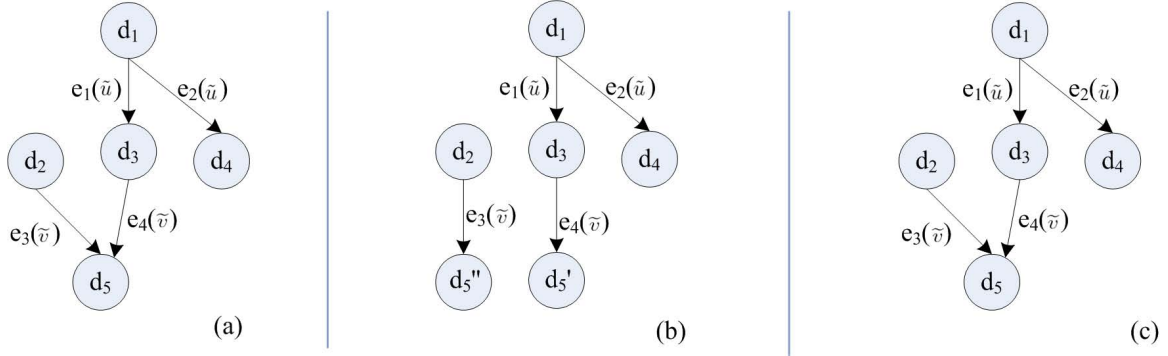 d₁
e₁(ũ) e₂(ũ)
d₂ d₃ d₄
e₃(ṽ) e₄(ṽ)
d₅
(a)
d₁
e₁(ũ) e₂(ũ)
d₂ d₃ d₄
e₃(ṽ) e₄(ṽ)
d₅" d₅'
(b)
d₁
e₁(ũ) e₂(ũ)
d₂ d₃ d₄
e₃(ṽ) e₄(ṽ)
d₅
(c)